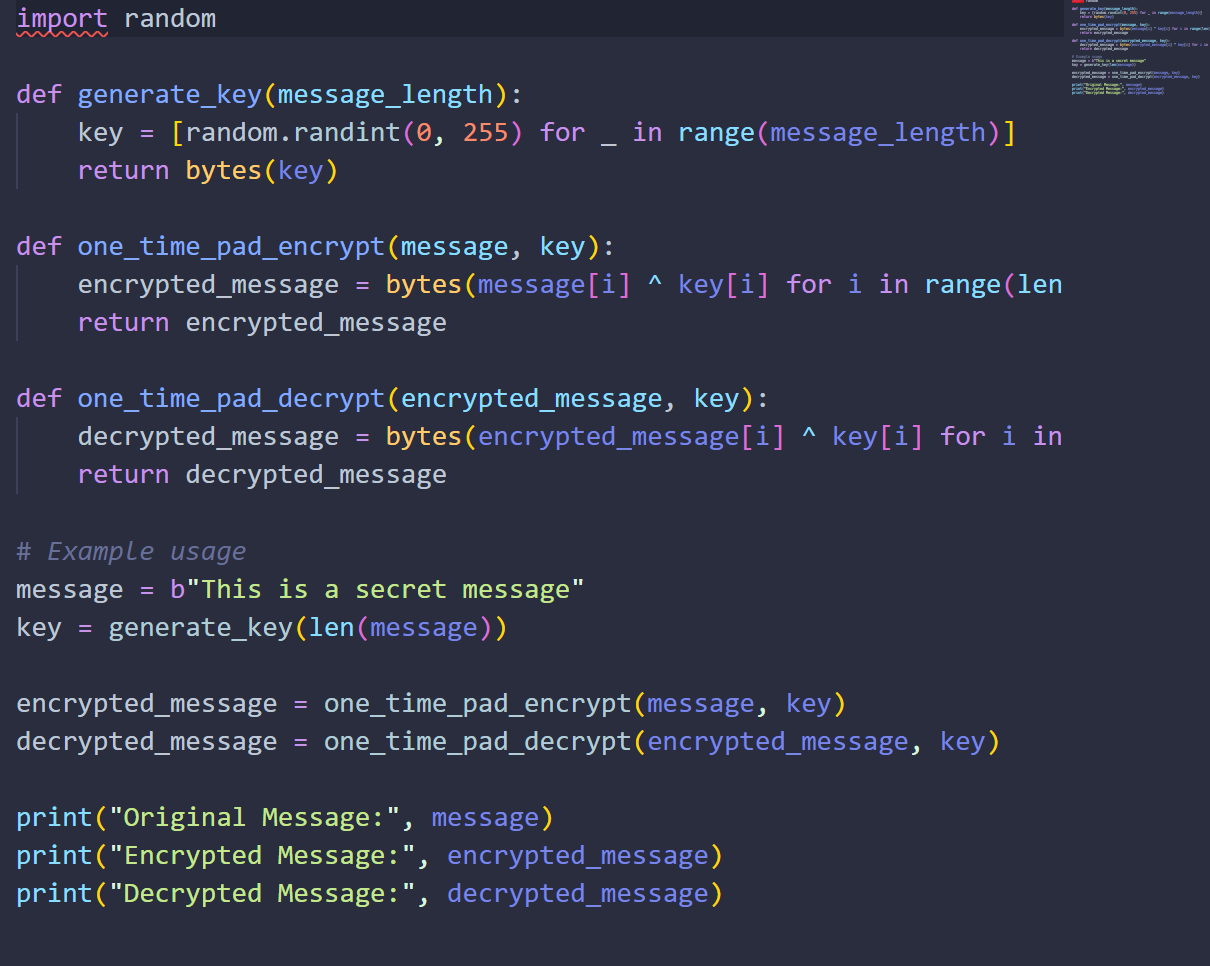 import random
def generate_key(message_length):
    key = [random.randint(0, 255) for _ in range(message_length)]
    return bytes(key)
def one_time_pad_encrypt(message, key):
    encrypted_message = bytes(message[i] ^ key[i] for i in range(len
    return encrypted_message
def one_time_pad_decrypt(encrypted_message, key):
    decrypted_message = bytes(encrypted_message[i] ^ key[i] for i in
    return decrypted_message
# Example usage
message = b"This is a secret message"
key = generate_key(len(message))
encrypted_message = one_time_pad_encrypt(message, key)
decrypted_message = one_time_pad_decrypt(encrypted_message, key)
print("Original Message:", message)
print("Encrypted Message:", encrypted_message)
print("Decrypted Message:", decrypted_message)